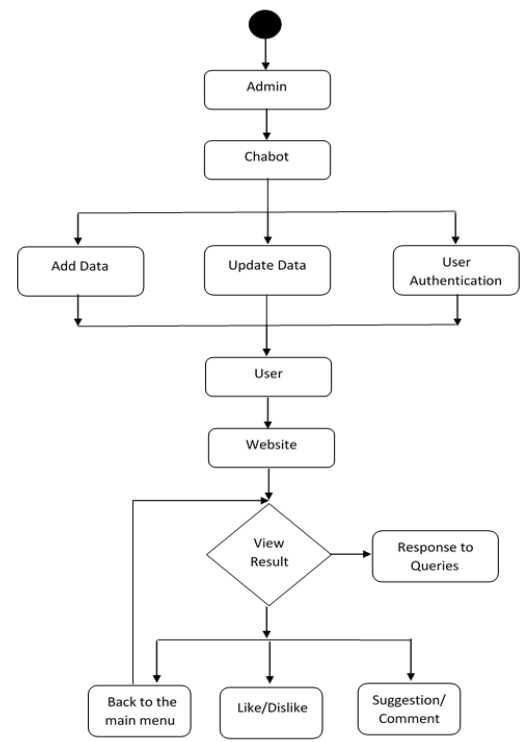 Admin
Chabot
Add Data
Update Data
User
Authentication
User
Website
View
Result
Response to
Queries
Back to the
main menu
Like/Dislike
Suggestion/
Comment